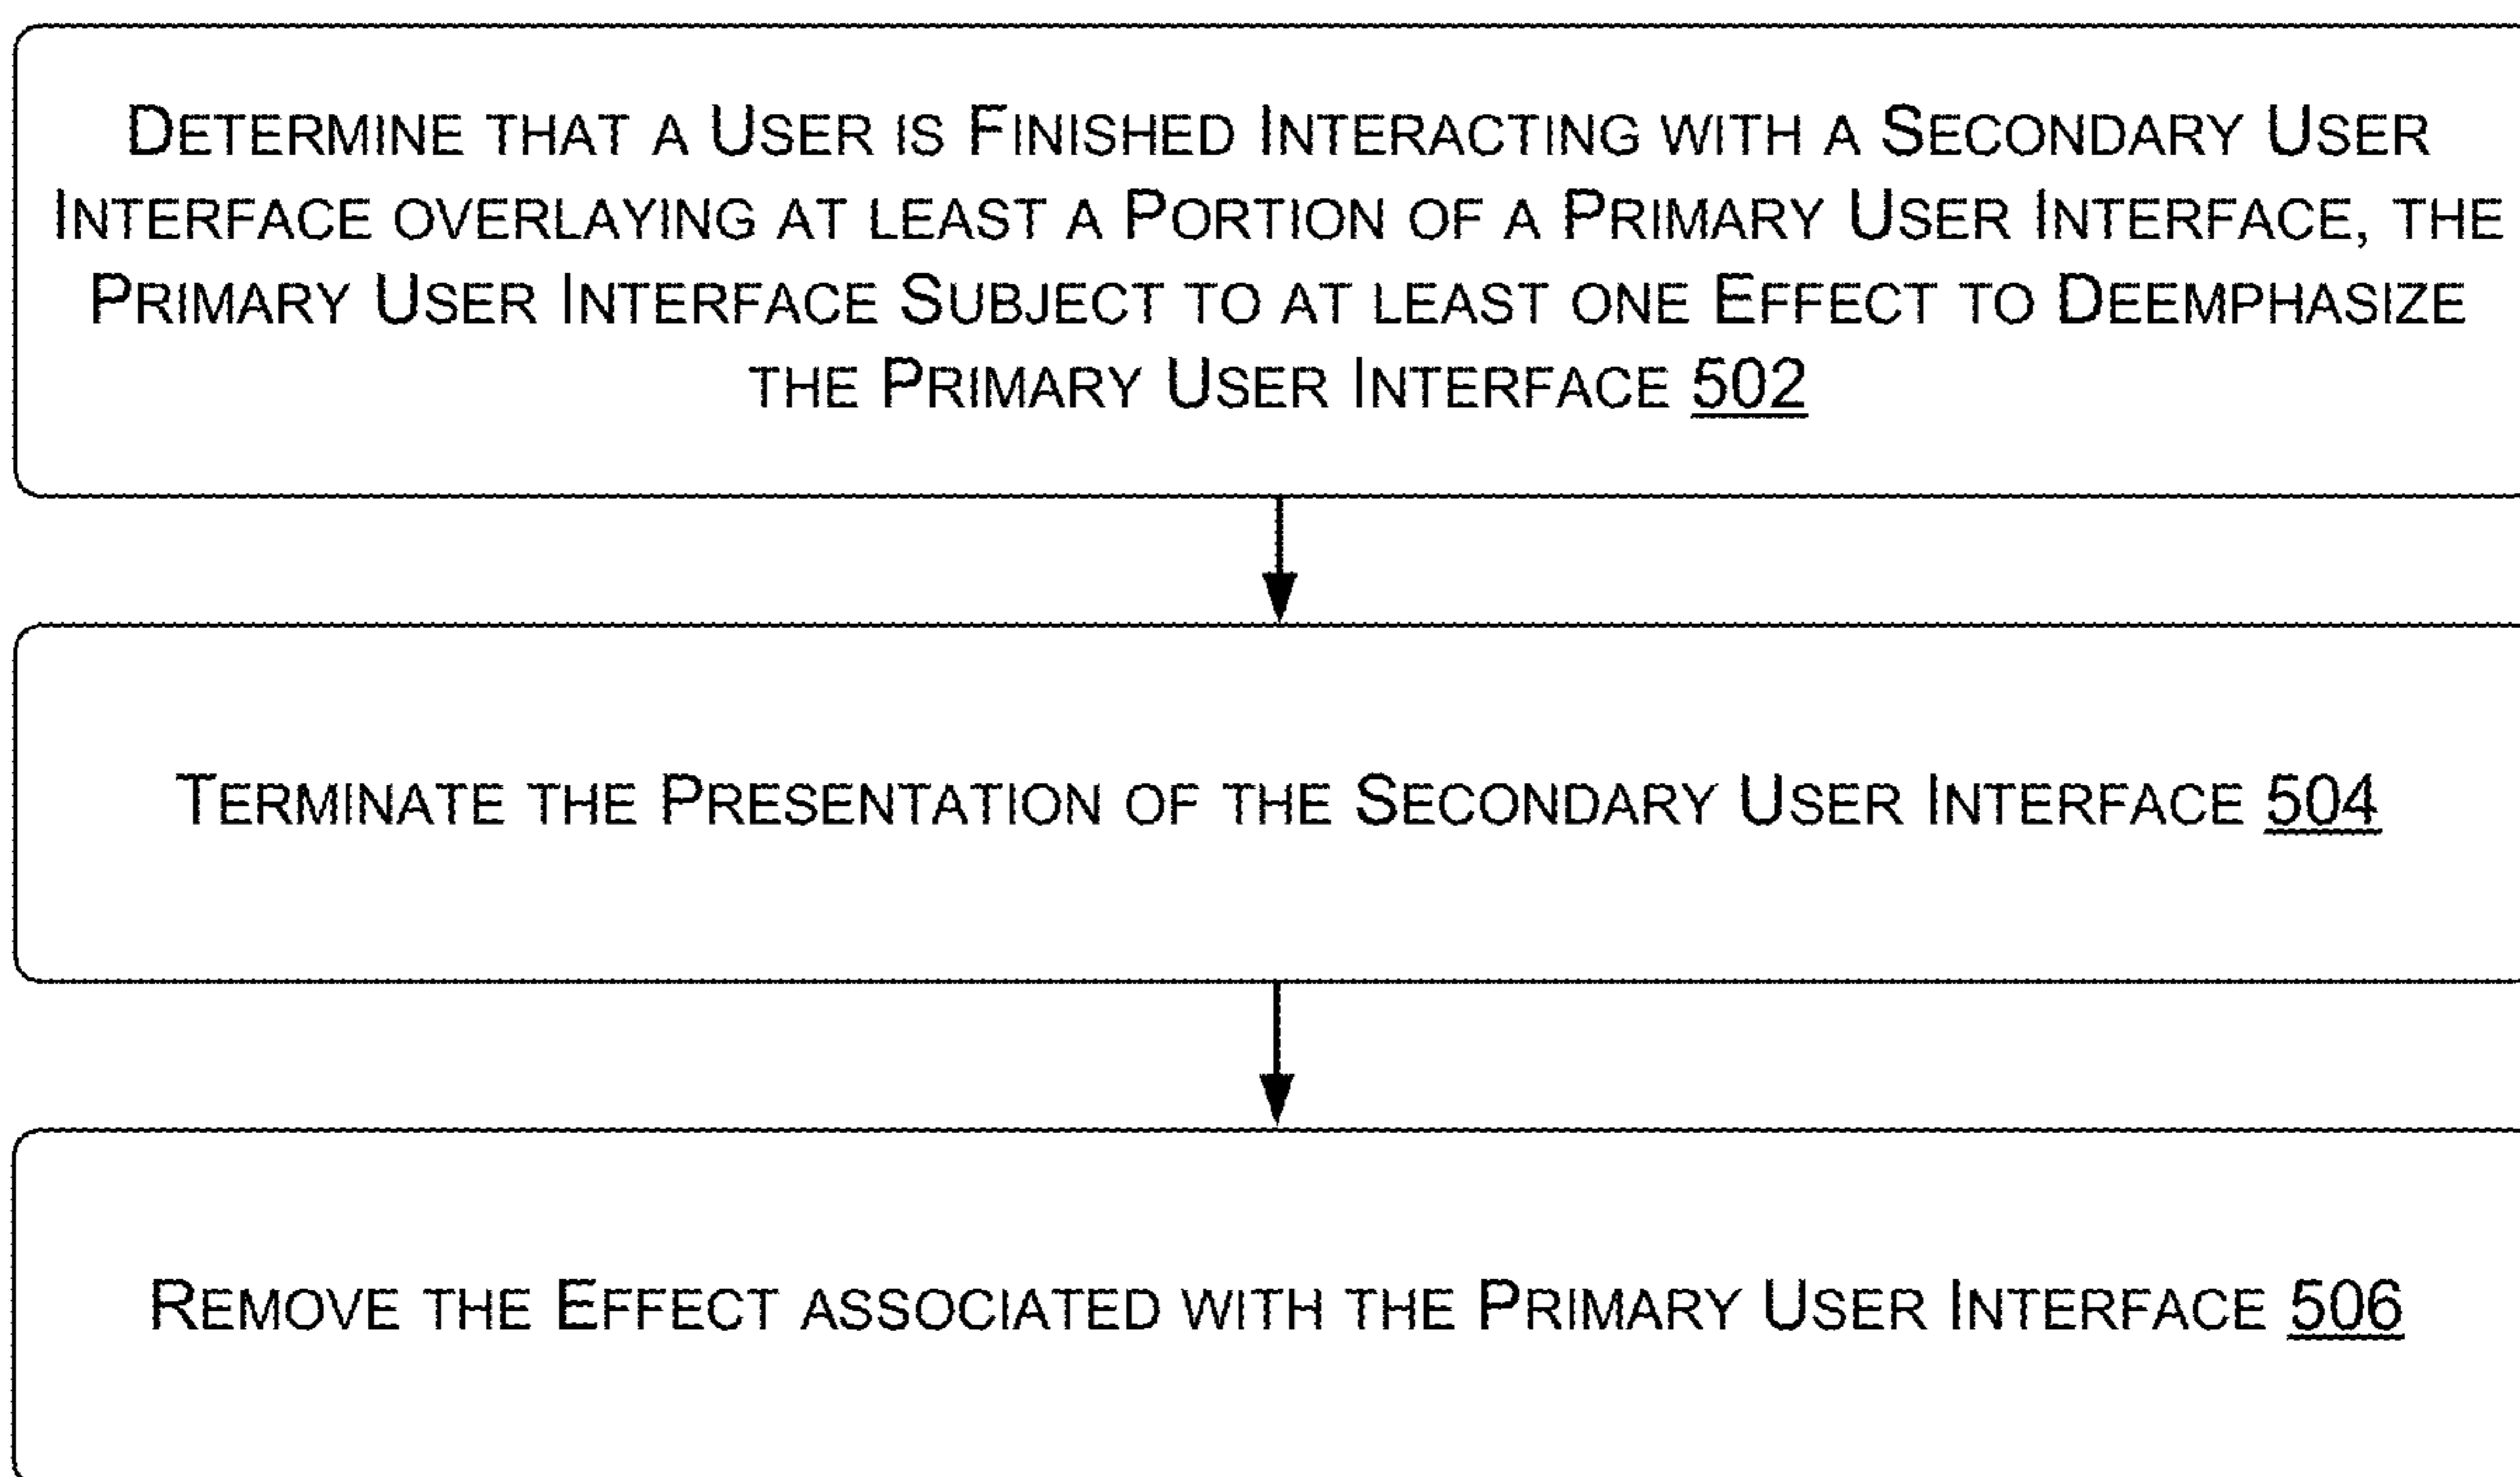 DETERMINE THAT A USER IS FINISHED INTERACTING WITH A SECONDARY USER
INTERFACE OVERLAYING AT LEAST A PORTION OF A PRIMARY USER INTERFACE, THE
PRIMARY USER INTERFACE SUBJECT TO AT LEAST ONE EFFECT TO DEEMPHASIZE
THE PRIMARY USER INTERFACE 502
TERMINATE THE PRESENTATION OF THE SECONDARY USER INTERFACE 504
REMOVE THE EFFECT ASSOCIATED WITH THE PRIMARY USER INTERFACE 506